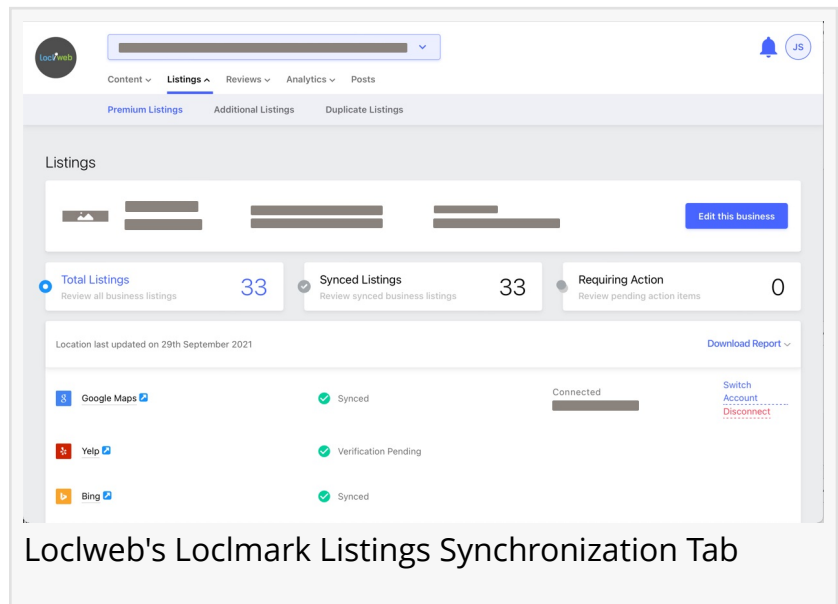 Loclweb
JS
Content Listings Reviews Analytics Posts
Premium Listings Additional Listings Duplicate Listings
Listings
Edit this business
Total Listings
Review all business listings
33
Synced Listings
Review synced business listings
33
Requiring Action
Review pending action items
0
Location last updated on 29th September 2021
Download Report
Google Maps
Synced
Connected
Switch
Account
Disconnect
Yelp
Verification Pending
Bing
Synced
Loclweb's Loclmark Listings Synchronization Tab